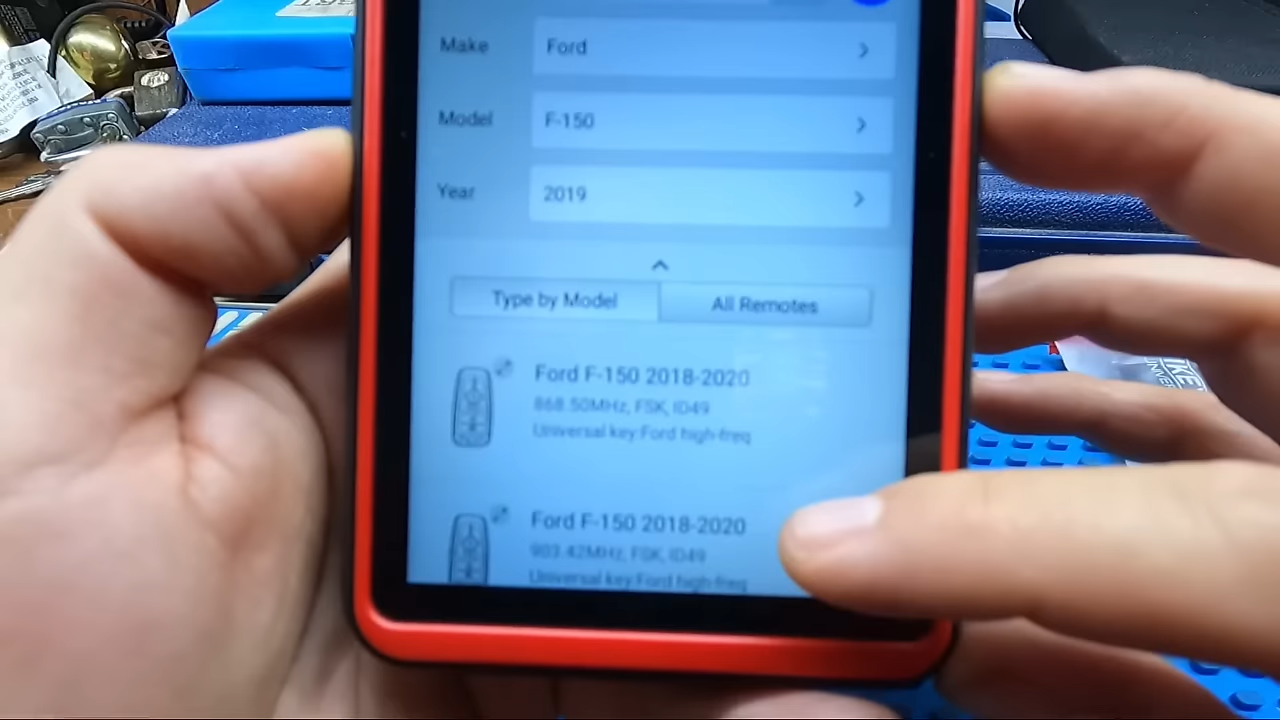 Make
Ford
Model
F-150
Year
2019
Type by Model
All Remotes
Ford F-150 2018-2020
868.50MHz, FSK, ID49
Universal key:Ford high-freq
Ford F-150 2018-2020
903.42MHz, FSK, ID49
Universal key:Ford high-freq